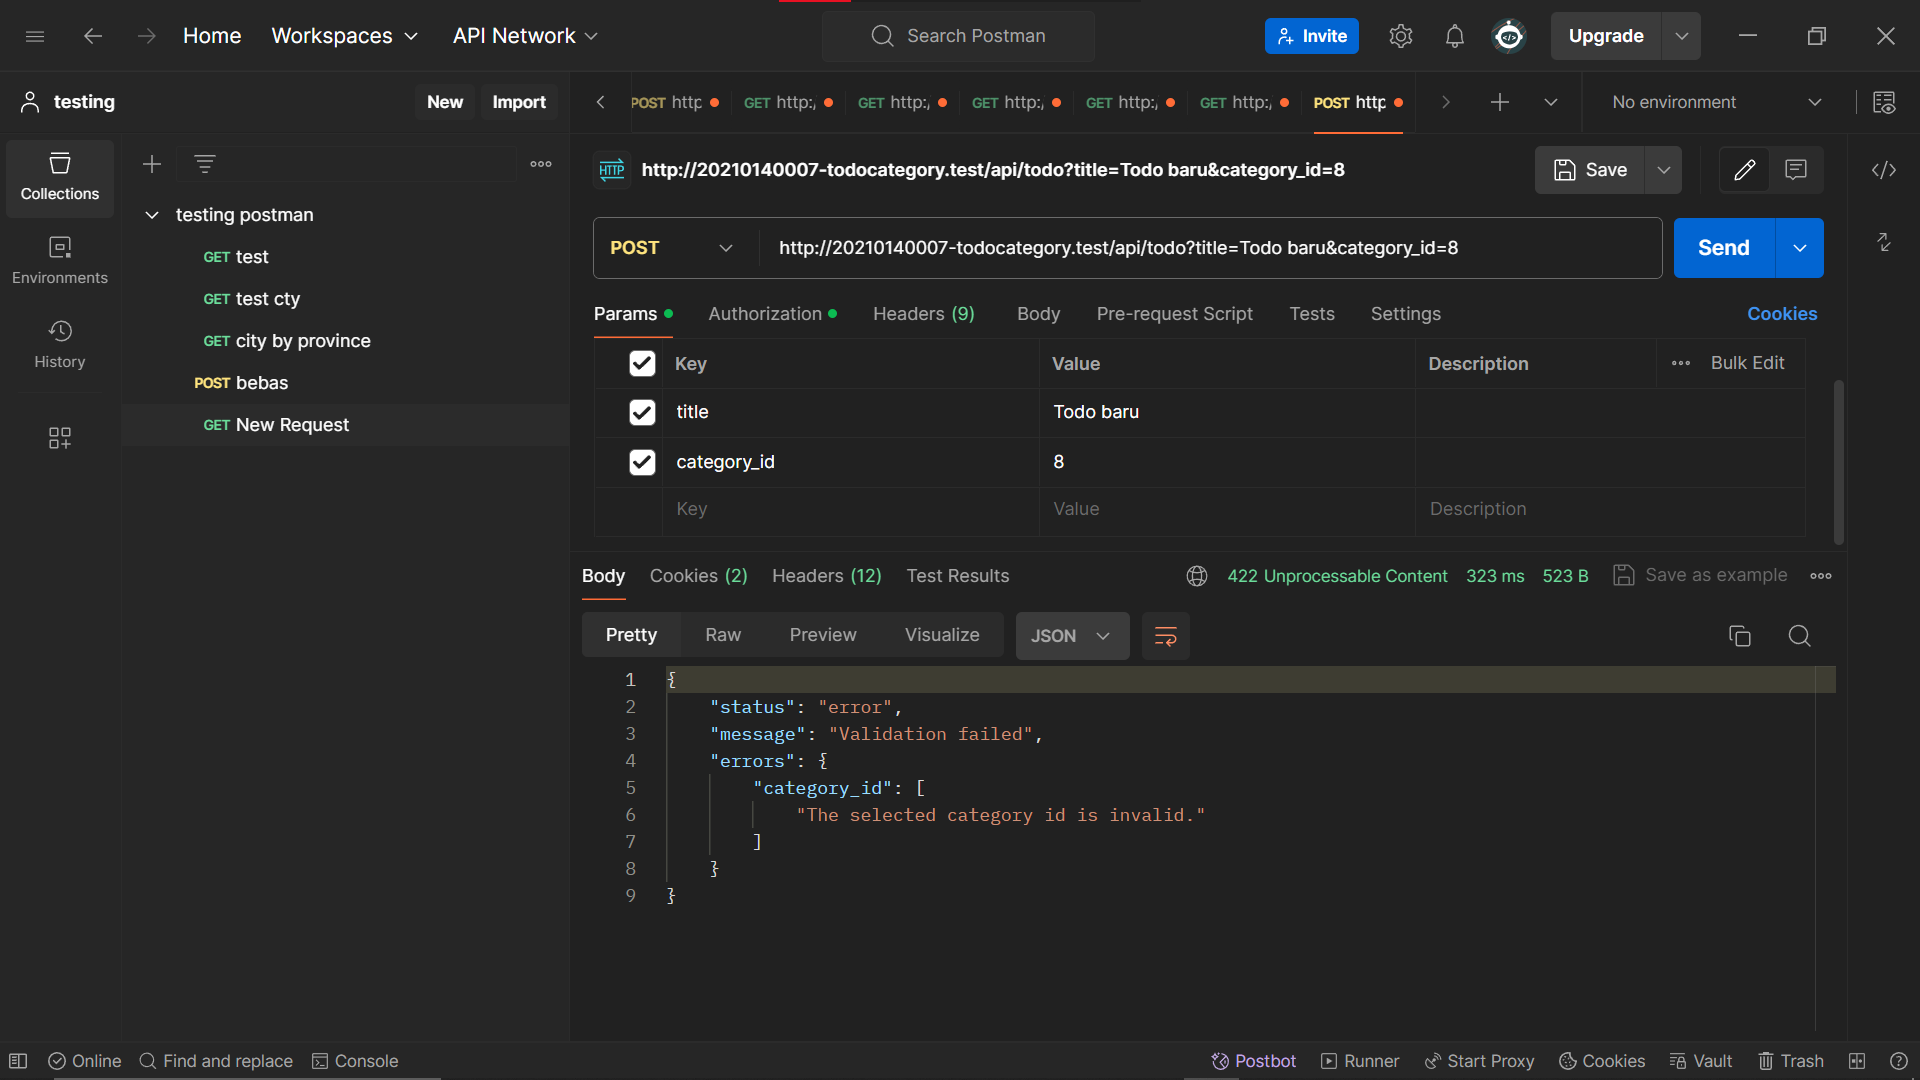 Home
Workspaces
API Network
Search Postman
Invite
Upgrade
testing
New
Import
POST http
GET http:/
GET http:/
GET http:/
GET http:/
GET http:/
POST http
No environment
Collections
Environments
History
testing postman
GET test
GET test cty
GET city by province
POST bebas
GET New Request
HTTP
http://20210140007-todocategory.test/api/todo?title=Todo baru&category_id=8
Save
POST
http://20210140007-todocategory.test/api/todo?title=Todo baru&category_id=8
Send
Params
Authorization
Headers (9)
Body
Pre-request Script
Tests
Settings
Cookies
Key
Value
Description
Bulk Edit
title
Todo baru
category_id
8
Key
Value
Description
Body
Cookies (2)
Headers (12)
Test Results
422 Unprocessable Content
323 ms
523 B
Save as example
Pretty
Raw
Preview
Visualize
JSON
1 {
2 "status": "error",
3 "message": "Validation failed",
4 "errors": {
5 "category_id": [
6 "The selected category id is invalid."
7 ]
8 }
9 }
Online
Find and replace
Console
Postbot
Runner
Start Proxy
Cookies
Vault
Trash